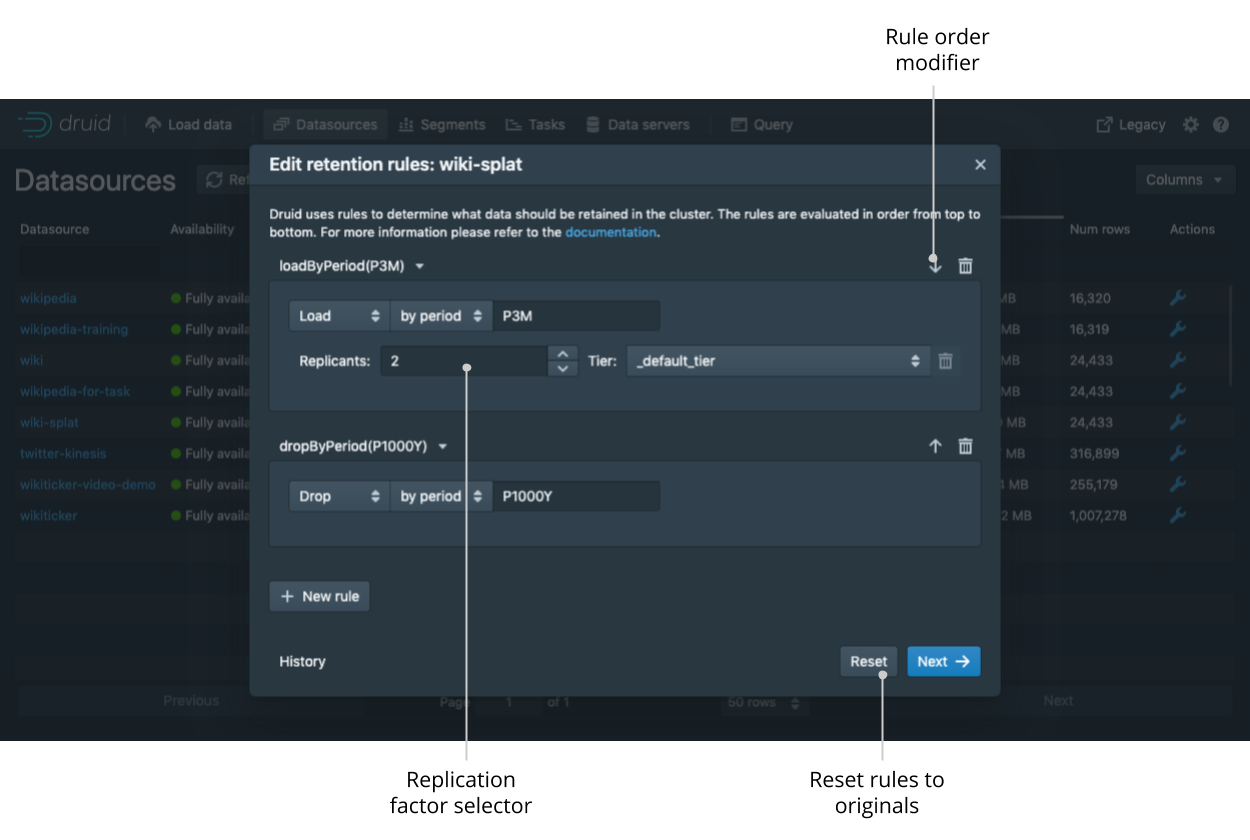 Rule order
modifier
druid
Load data
Datasources
Segments
Tasks
Data servers
Query
Legacy
Edit retention rules: wiki-splat
Datasources
Columns
Druid uses rules to determine what data should be retained in the cluster. The rules are evaluated in order from top to
bottom. For more information please refer to the documentation.
Datasource
Availability
Num rows
Actions
loadByPeriod(P3M)
Load
by period
P3M
Replicants:
2
Tier:
_default_tier
dropByPeriod(P1000Y)
Drop
by period
P1000Y
New rule
History
Reset
Next
wikipedia
Fully availa
MB
16,320
wikipedia-training
Fully availa
MB
16,319
wiki
Fully availa
MB
24,433
wikipedia-for-task
Fully availa
MB
24,433
wiki-splat
Fully availa
MB
24,433
twitter-kinesis
Fully availa
MB
316,899
wikiticker-video-demo
Fully availa
MB
255,179
wikiticker
Fully availa
2 MB
1,007,278
Previous
Page
1
of 1
50 rows
Next
Replication
factor selector
Reset rules to
originals